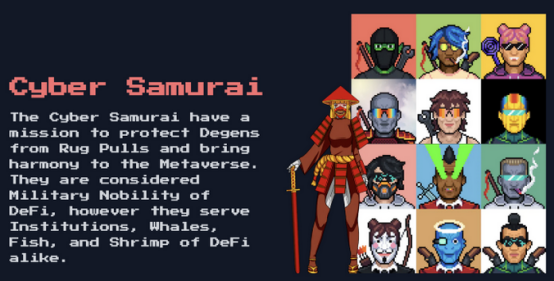 Cyber Samurai
The Cyber Samurai have a
mission to protect Degens
from Rug Pulls and bring
harmony to the Metaverse.
They are considered
Military Nobility of
DeFi, however they serve
Institutions, Whales,
Fish, and Shrimp of DeFi
alike.